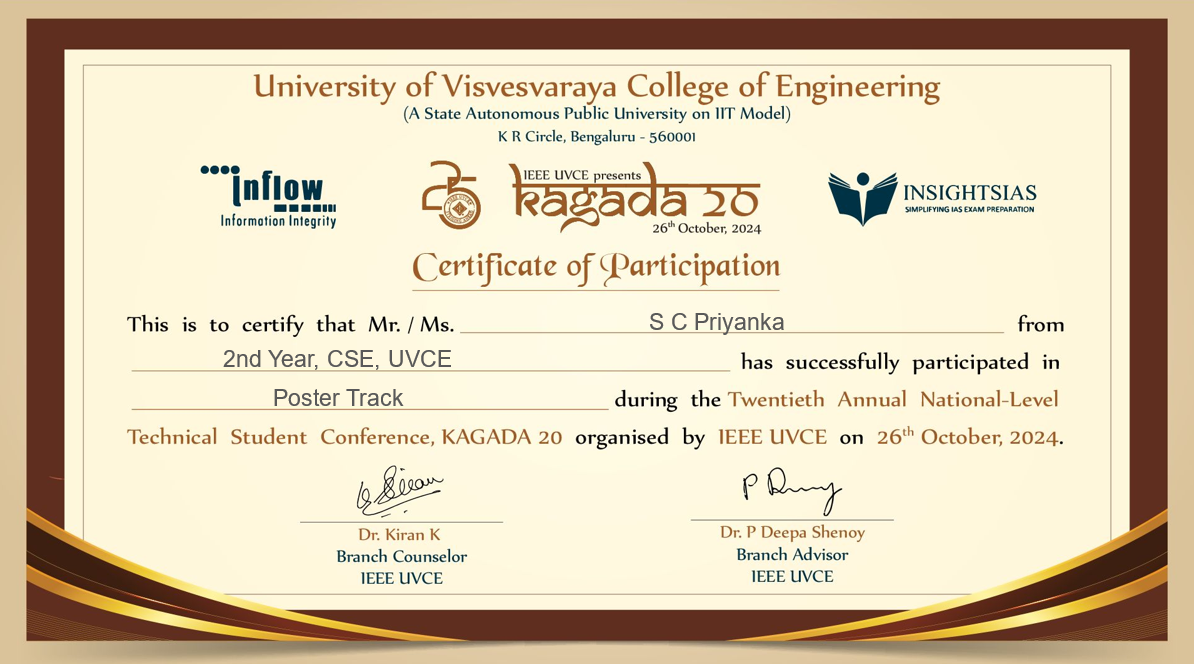 University of Visvesvaraya College of Engineering
(A State Autonomous Public University on IIT Model)
K R Circle, Bengaluru - 560001
Inflow
Information Integrity
25
IEEE UVCE presents
kagada 20
26th October, 2024
INSIGHTSIAS
SIMPLIFYING IAS EXAM PREPARATION
Certificate of Participation
This is to certify that Mr. / Ms. S C Priyanka from
2nd Year, CSE, UVCE has successfully participated in
Poster Track during the Twentieth Annual National-Level
Technical Student Conference, KAGADA 20 organised by IEEE UVCE on 26th October, 2024.
Dr. Kiran K
Branch Counselor
IEEE UVCE
P Deepa Shenoy
Dr. P Deepa Shenoy
Branch Advisor
IEEE UVCE